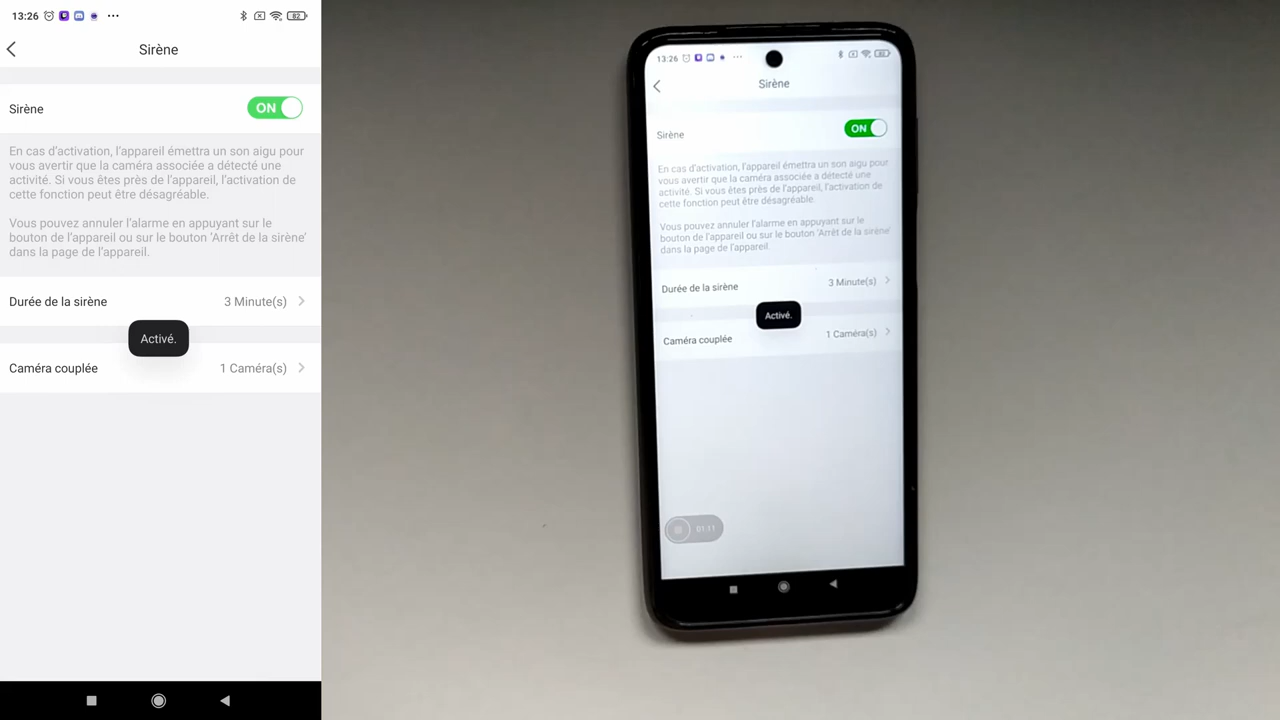 13:26
82
Sirène
Sirène
ON
En cas d'activation, l'appareil émettra un son aigu pour
vous avertir que la caméra associée a détecté une
activité. Si vous êtes près de l'appareil, l'activation de
cette fonction peut être désagréable.
Vous pouvez annuler l'alarme en appuyant sur le
bouton de l'appareil ou sur le bouton 'Arrêt de la sirène'
dans la page de l'appareil.
Durée de la sirène
3 Minute(s)
Activé.
Caméra couplée
1 Caméra(s)
13:26
Sirène
Sirène
ON
En cas d'activation, l'appareil émettra un son aigu pour
vous avertir que la caméra associée a détecté une
activité. Si vous êtes près de l'appareil, l'activation de
cette fonction peut être désagréable.
Vous pouvez annuler l'alarme en appuyant sur le
bouton de l'appareil ou sur le bouton 'Arrêt de la sirène'
dans la page de l'appareil.
Durée de la sirène
3 Minute(s)
Activé.
Caméra couplée
1 Caméra(s)
01:11